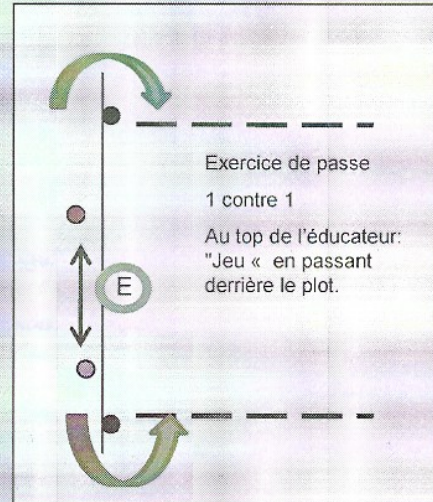 Exercice de passe
1 contre 1
Au top de l'éducateur:
"Jeu « en passant
derrière le plot.
E